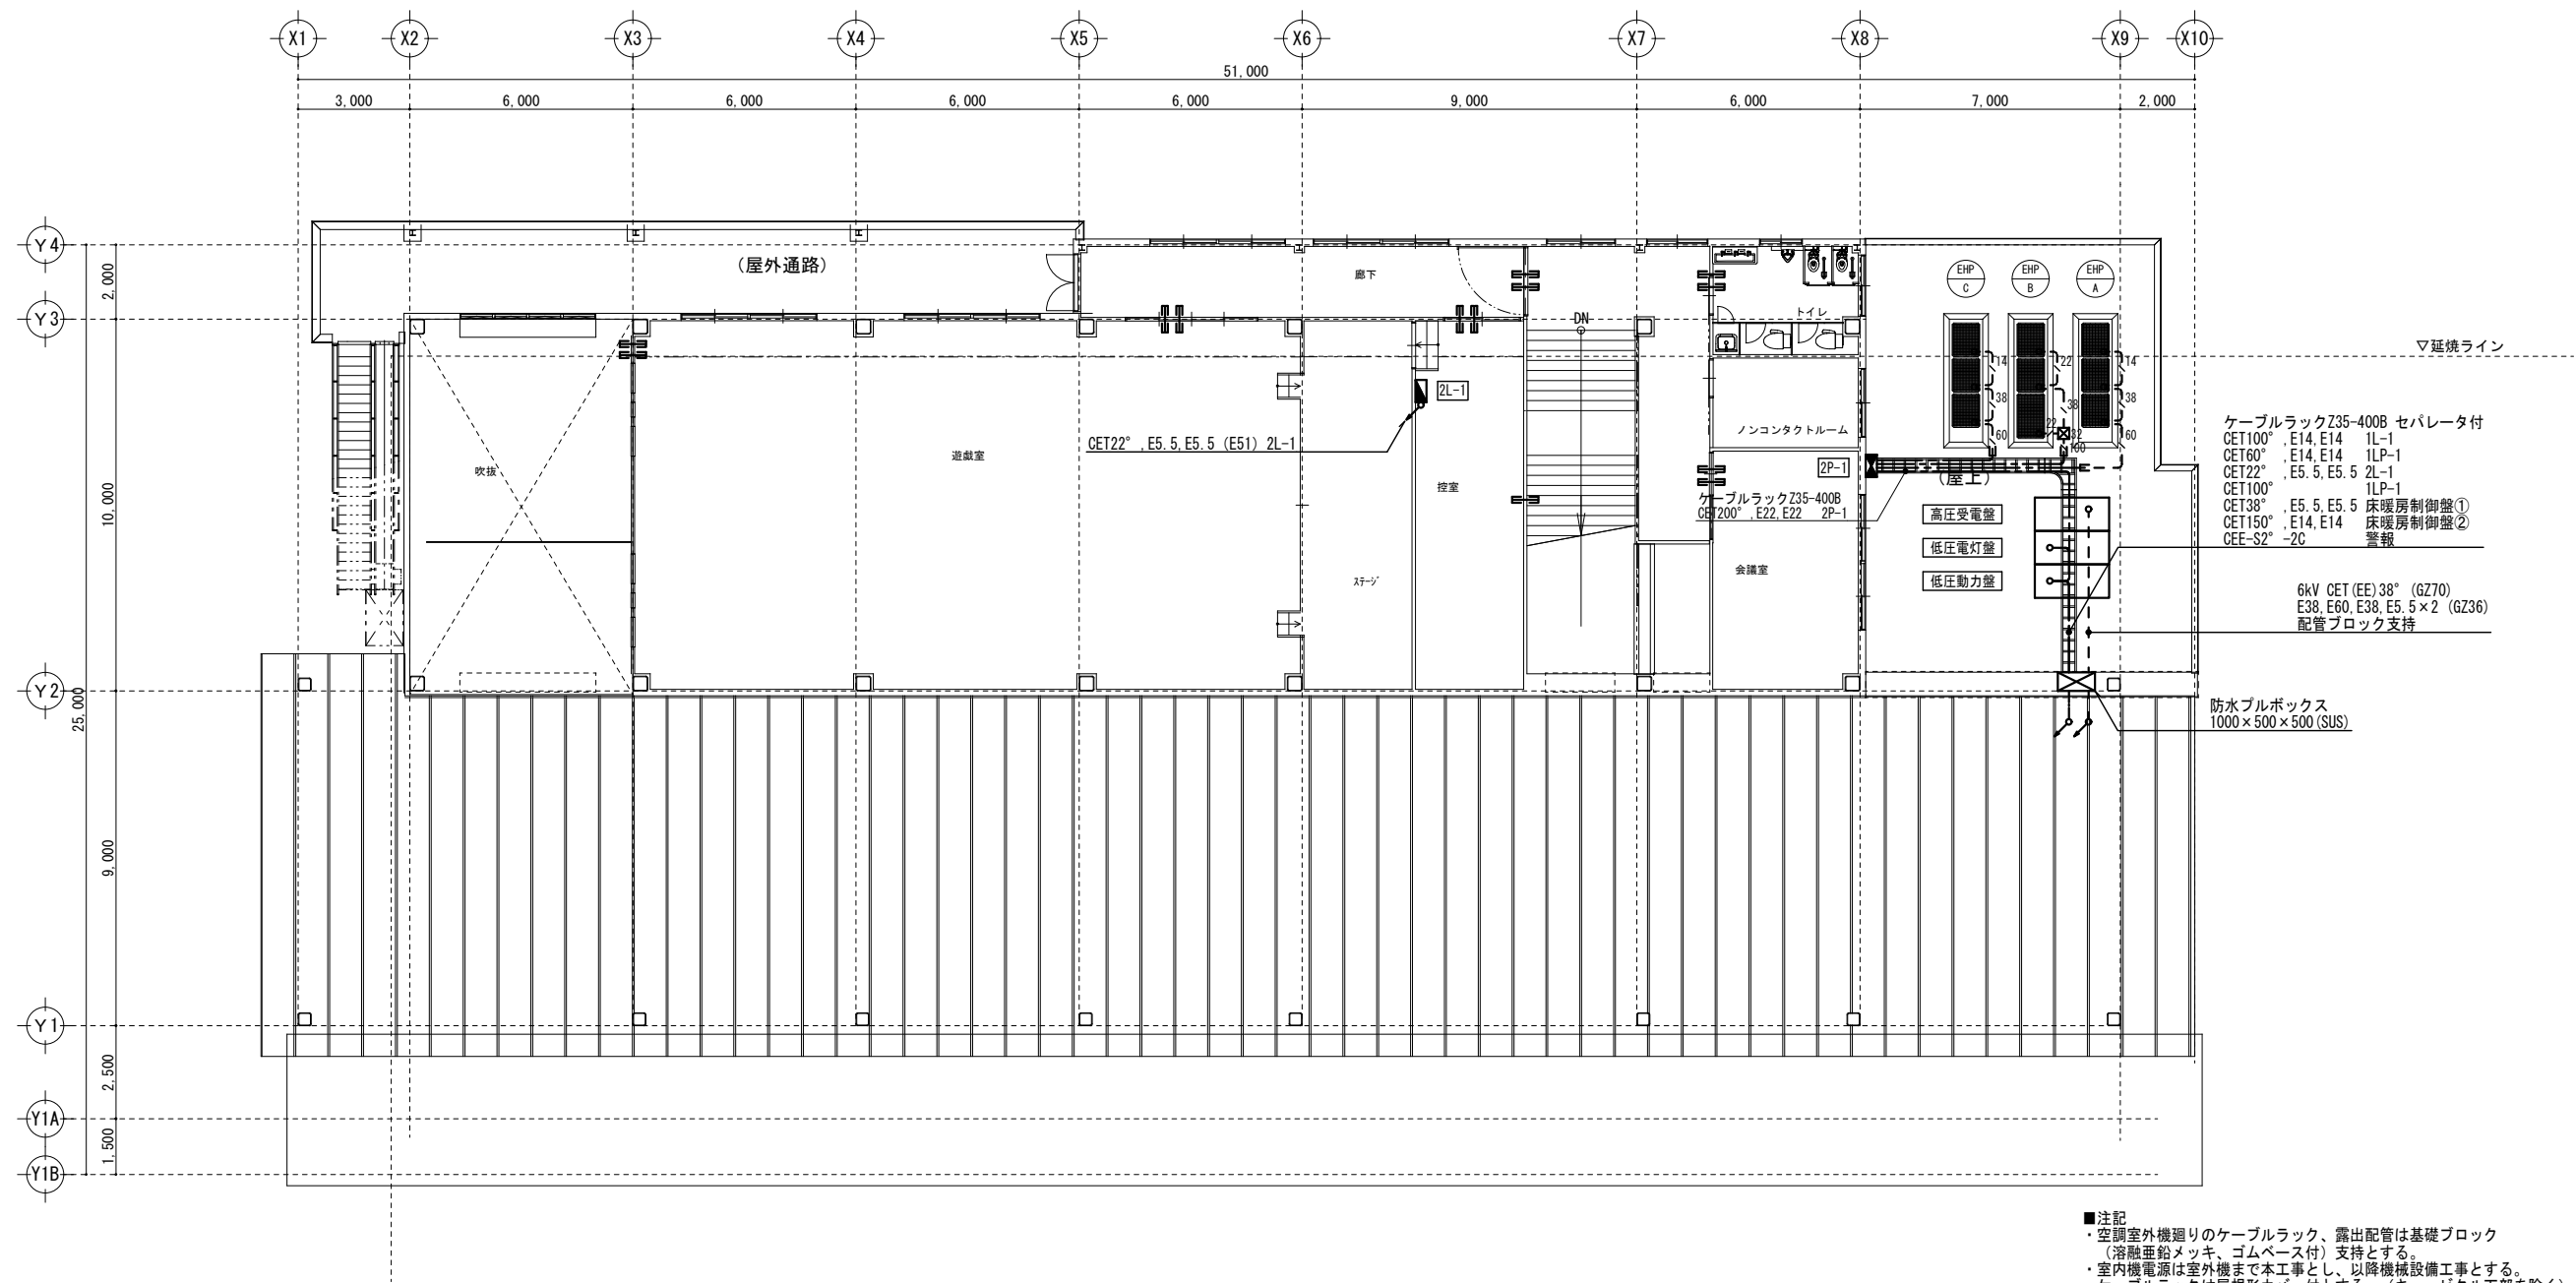 X1 X2 X3 X4 X5 X6 X7 X8 X9 X10
51,000
3,000 6,000 6,000 6,000 6,000 9,000 6,000 7,000 2,000
Y4
Y3
Y2
Y1
Y1A
Y1B
2,000
10,000
25,000
9,000
2,500
1,500
（屋外通路）
廊下
トイレ
DN
EHP C
EHP B
EHP A
▽延焼ライン
14 22 14
38 38 38
60 22 32 60
100
2L-1
CET22°,E5.5,E5.5 (E51) 2L-1
吹抜
遊戯室
ノンコンタクトルーム
控室
ステージ
会議室
2P-1
ケーブルラックZ35-400B
CET200°,E22,E22 2P-1
（屋上）
高圧受電盤
低圧電灯盤
低圧動力盤
ケーブルラックZ35-400B セパレータ付
CET100° ,E14,E14 1L-1
CET60° ,E14,E14 1LP-1
CET22° ,E5.5,E5.5 2L-1
CET100° 1LP-1
CET38° ,E5.5,E5.5 床暖房制御盤①
CET150° ,E14,E14 床暖房制御盤②
CEE-S2° -2C 警報
6kV CET(EE)38° (GZ70)
E38,E60,E38,E5.5×2 (GZ36)
配管ブロック支持
防水プルボックス
1000×500×500(SUS)
■注記
・空調室外機廻りのケーブルラック、露出配管は基礎ブロック
（溶融亜鉛メッキ、ゴムベース付）支持とする。
・室内機電源は室外機まで本工事とし、以降機械設備工事とする。